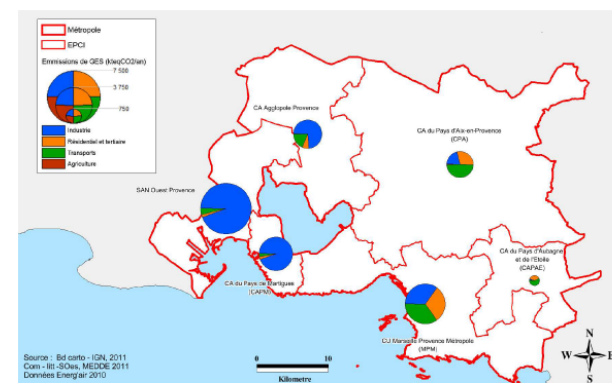 Métropole
EPCI
Emmissions de GES (kteqCO2/an)
7 500
3 750
750
Industrie
Résidentiel et tertiaire
Transports
Agriculture
CA Agglopole Provence
CA du Pays d'Aix-en-Provence
(CPA)
SAN Ouest Provence
CA du Pays d'Aubagne
et de l'Etoile
(CAPAE)
CA du Pays de Martigues
(CAPM)
CU Marseille Provence Métropole
(MPM)
Source : Bd carto - IGN, 2011
Com - litt -SOes, MEDDE 2011
Données Energ'air 2010
0 10
Kilometre
N
W E
S